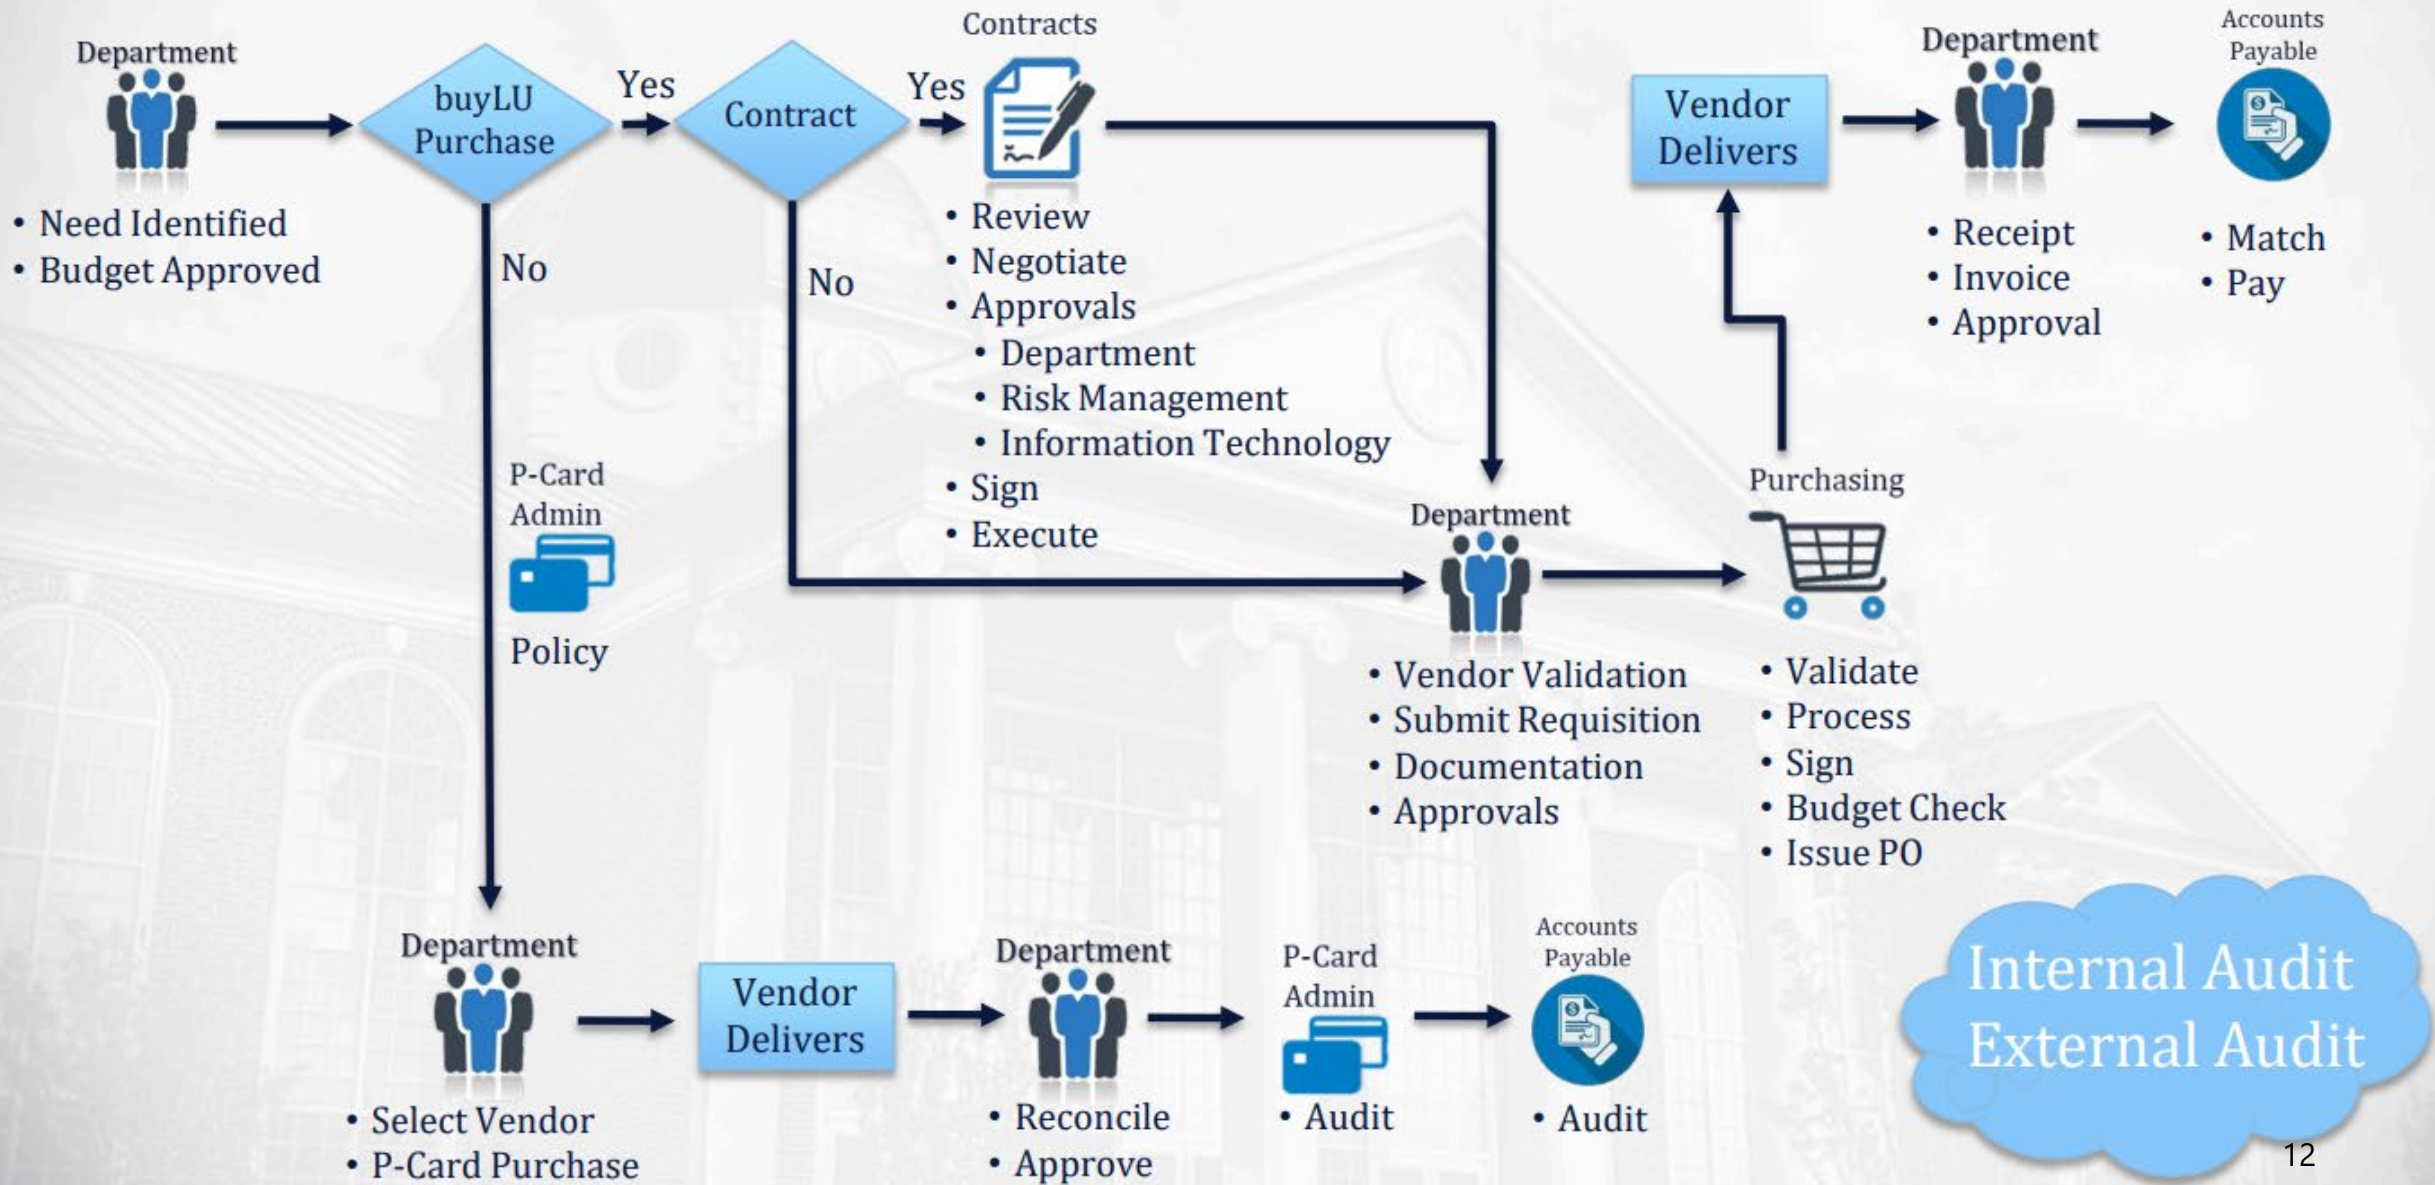 Department
• Need Identified
• Budget Approved
buyLU
Purchase
Yes
No
Contract
Yes
No
Contracts
• Review
• Negotiate
• Approvals
• Department
• Risk Management
• Information Technology
• Sign
• Execute
P-Card
Admin
Policy
Department
• Vendor Validation
• Submit Requisition
• Documentation
• Approvals
Purchasing
• Validate
• Process
• Sign
• Budget Check
• Issue PO
Vendor
Delivers
Department
• Receipt
• Invoice
• Approval
Accounts
Payable
• Match
• Pay
Department
• Select Vendor
• P-Card Purchase
Vendor
Delivers
Department
• Reconcile
• Approve
P-Card
Admin
• Audit
Accounts
Payable
• Audit
Internal Audit
External Audit
12